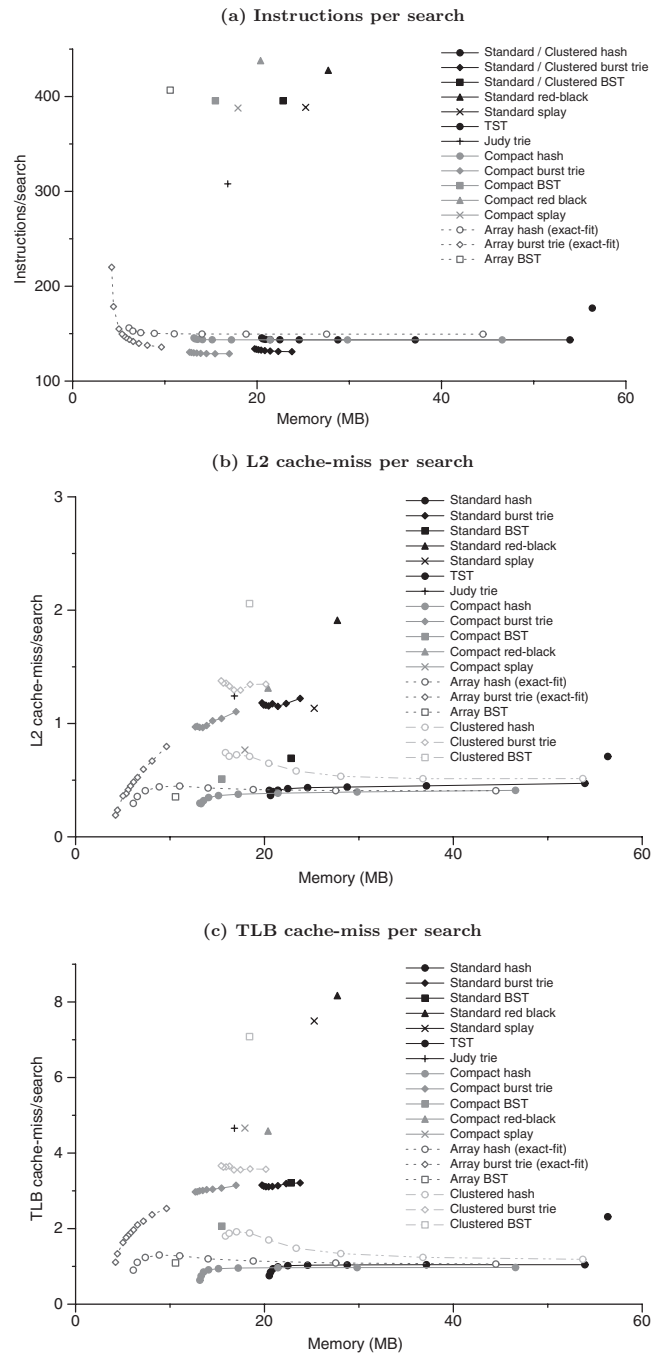 (a) Instructions per search
Standard / Clustered hash
Standard / Clustered burst trie
Standard / Clustered BST
Standard red-black
Standard splay
TST
Judy trie
Compact hash
Compact burst trie
Compact BST
Compact red black
Compact splay
Array hash (exact-fit)
Array burst trie (exact-fit)
Array BST
Instructions/search
400
300
200
100
0
20
40
60
Memory (MB)
(b) L2 cache-miss per search
Standard hash
Standard burst trie
Standard BST
Standard red-black
Standard splay
TST
Judy trie
Compact hash
Compact burst trie
Compact BST
Compact red-black
Compact splay
Array hash (exact-fit)
Array burst trie (exact-fit)
Array BST
Clustered hash
Clustered burst trie
Clustered BST
L2 cache-miss/search
3
2
1
0
0
20
40
60
Memory (MB)
(c) TLB cache-miss per search
Standard hash
Standard burst trie
Standard BST
Standard red black
Standard splay
TST
Judy trie
Compact hash
Compact burst trie
Compact BST
Compact red-black
Compact splay
Array hash (exact-fit)
Array burst trie (exact-fit)
Array BST
Clustered hash
Clustered burst trie
Clustered BST
TLB cache-miss/search
8
6
4
2
0
0
20
40
60
Memory (MB)